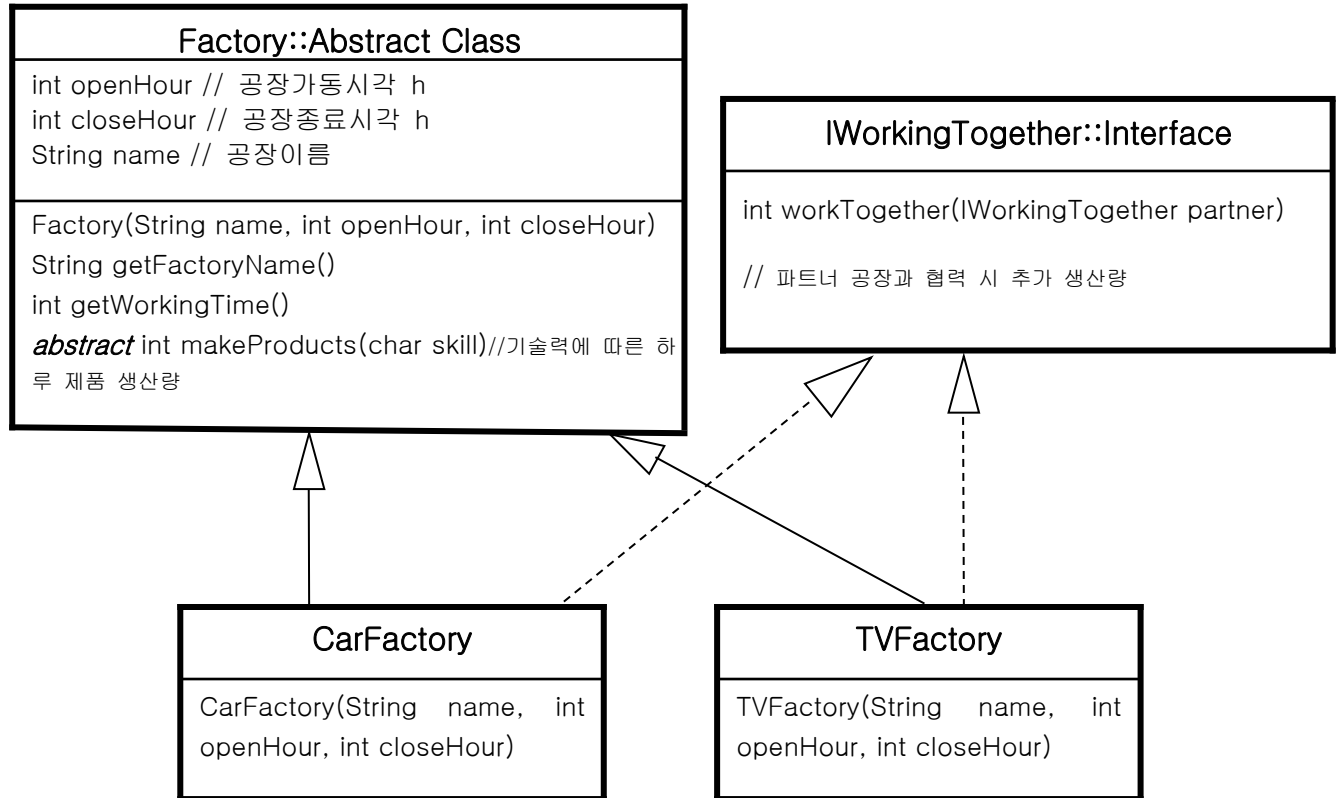 Factory::Abstract Class
int openHour // 공장가동시각 h
int closeHour // 공장종료시각 h
String name // 공장이름
Factory(String name, int openHour, int closeHour)
String getFactoryName()
int getWorkingTime()
abstract int makeProducts(char skill)//기술력에 따른 하
루 제품 생산량
IWorkingTogether::Interface
int workTogether(IWorkingTogether partner)
// 파트너 공장과 협력 시 추가 생산량
CarFactory
CarFactory(String name, int
openHour, int closeHour)
TVFactory
TVFactory(String name, int
openHour, int closeHour)